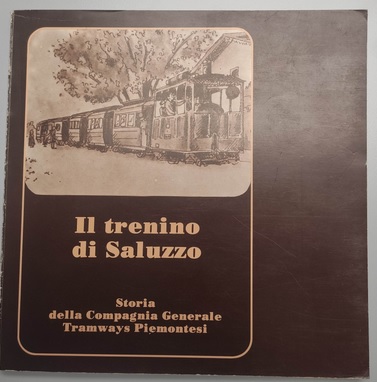 Il trenino
di Saluzzo
Storia
della Compagnia Generale
Tramways Piemontesi